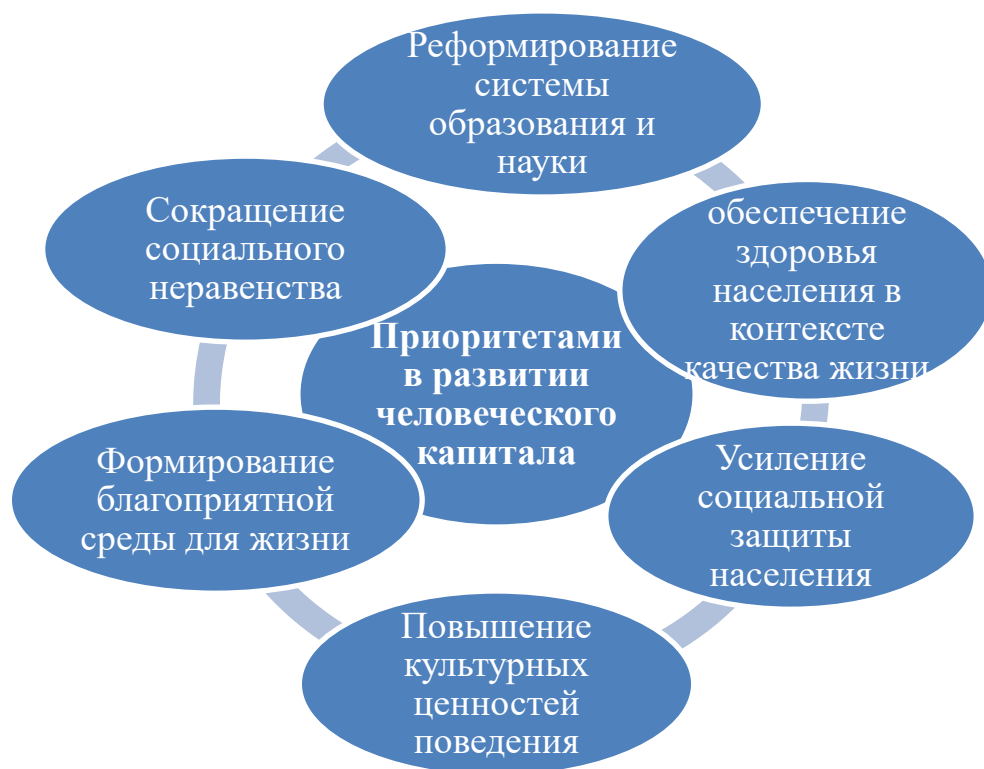 Реформирование
системы
образования и
науки
обеспечение
здоровья
населения в
контексте
качества жизни
Усиление
социальной
защиты
населения
Повышение
культурных
ценностей
поведения
Формирование
благоприятной
среды для жизни
Сокращение
социального
неравенства
Приоритетами
в развитии
человеческого
капитала